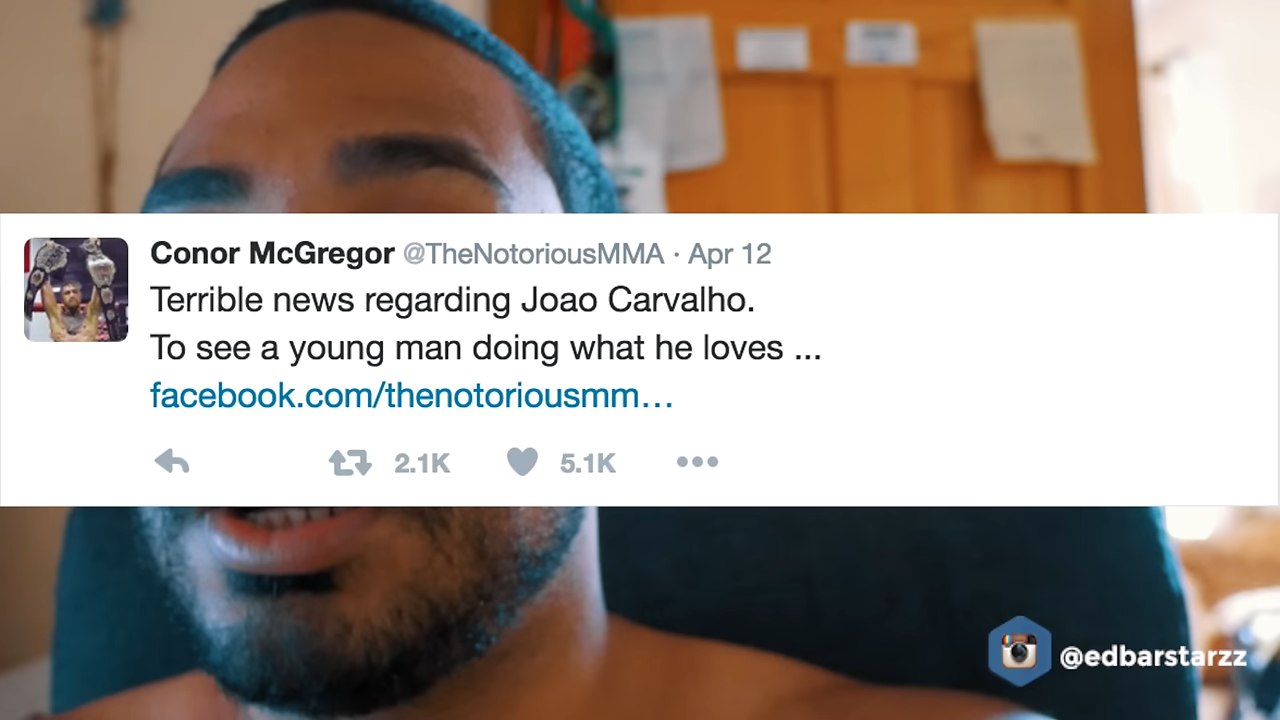 Conor McGregor @TheNotoriousMMA · Apr 12
Terrible news regarding Joao Carvalho.
To see a young man doing what he loves ...
facebook.com/thenotoriousmm…
2.1K 5.1K
@edbarstarzz